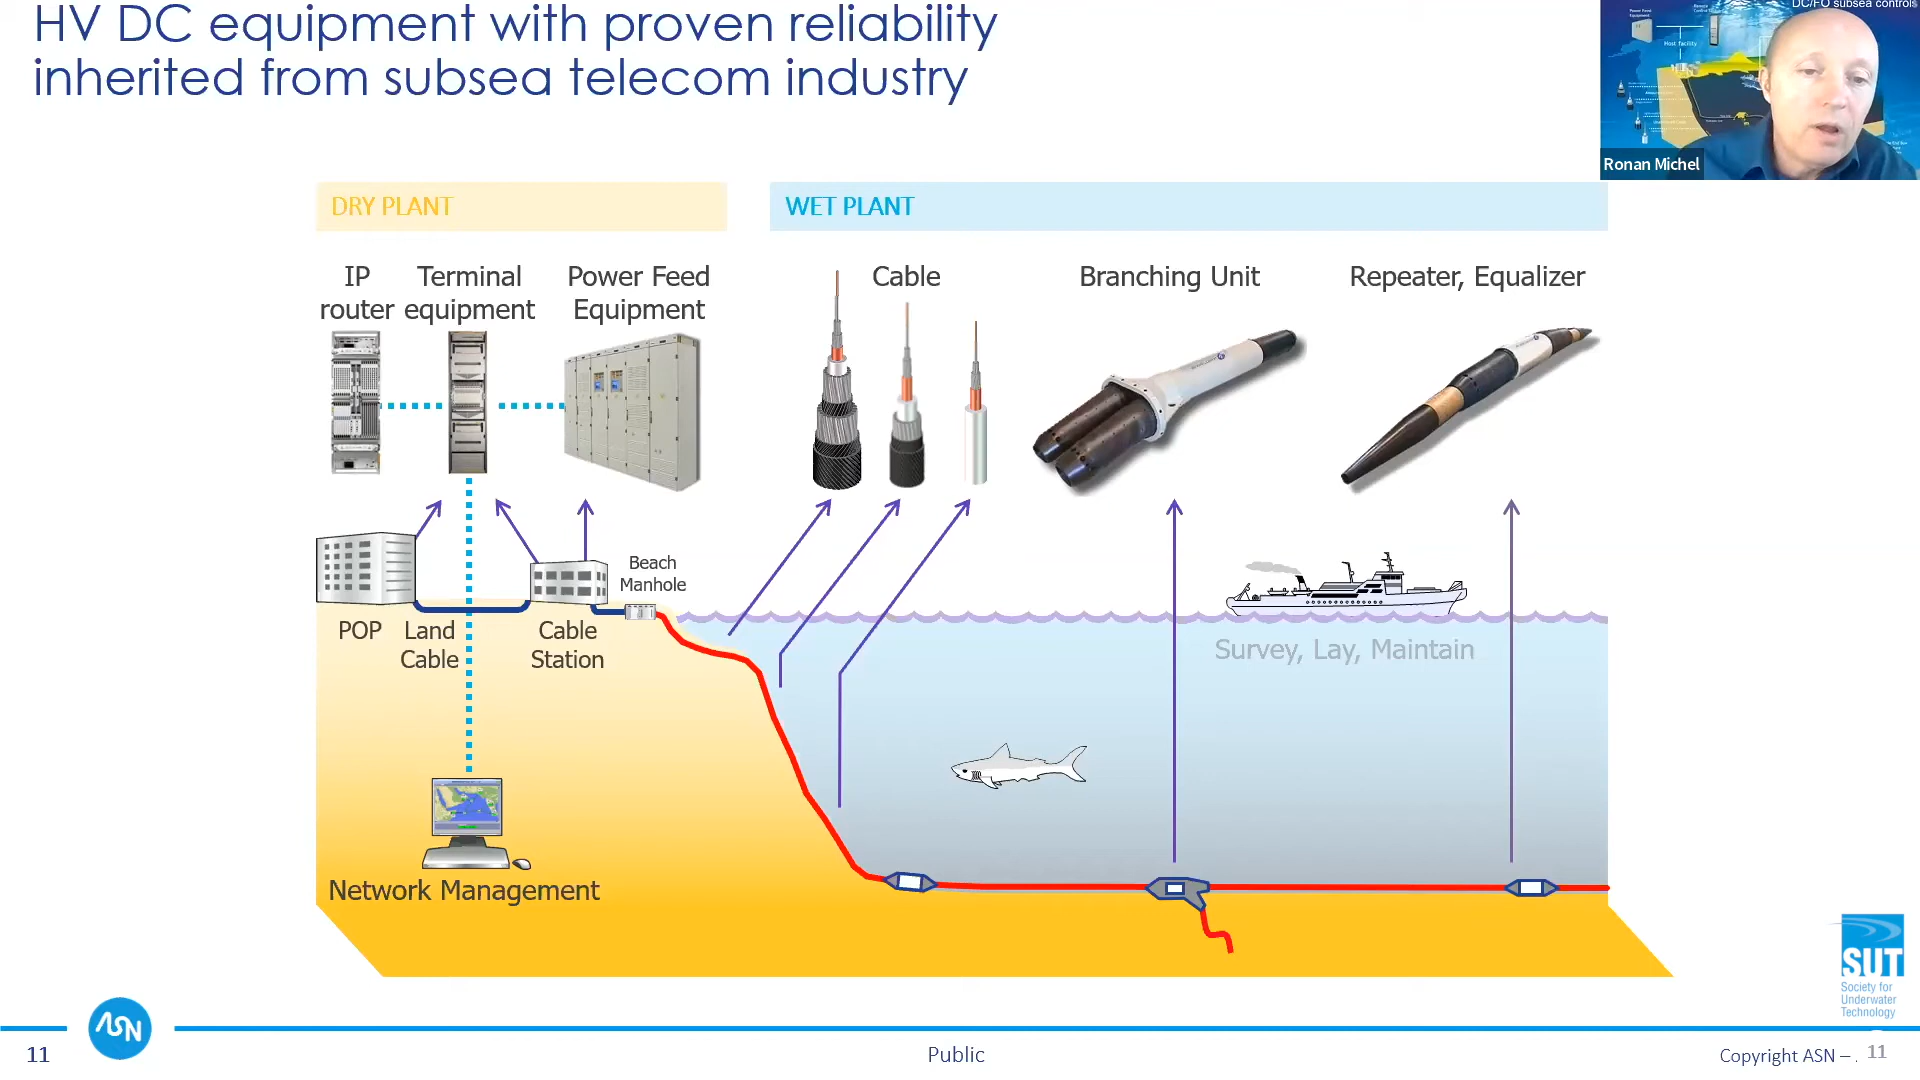 HV DC equipment with proven reliability
inherited from subsea telecom industry
DC/FO subsea controls
Host facility
Ronan Michel
DRY PLANT
WET PLANT
IP
router
Terminal
equipment
Power Feed
Equipment
Cable
Branching Unit
Repeater, Equalizer
Beach
Manhole
POP
Land
Cable
Cable
Station
Survey, Lay, Maintain
Network Management
SUT
Society for
Underwater
Technology
ASN
11
Public
Copyright ASN – .
11